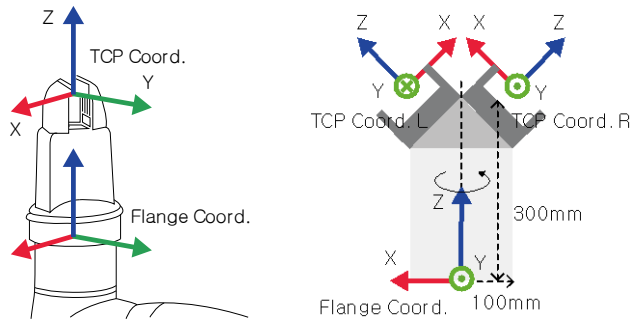 Z
TCP Coord.
Y
X
Flange Coord.
Z X X Z
Y Y
TCP Coord. L TCP Coord. R
Z
300mm
X Y
Flange Coord. 100mm